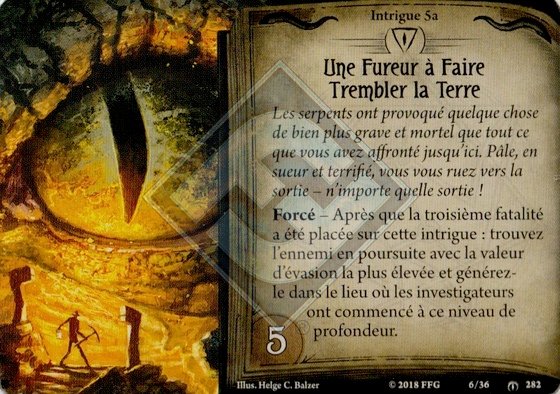 Intrigue 5a
Une Fureur à Faire
Trembler la Terre
Les serpents ont provoqué quelque chose
de bien plus grave et mortel que tout ce
que vous avez affronté jusqu'ici. Pâle, en
sueur et terrifié, vous vous ruez vers la
sortie – n'importe quelle sortie !
Forcé – Après que la troisième fatalité
a été placée sur cette intrigue : trouvez
l'ennemi en poursuite avec la valeur
d'évasion la plus élevée et générez-
le dans le lieu où les investigateurs
ont commencé à ce niveau de
profondeur.
5
Illus. Helge C. Balzer
© 2018 FFG
6/36
282